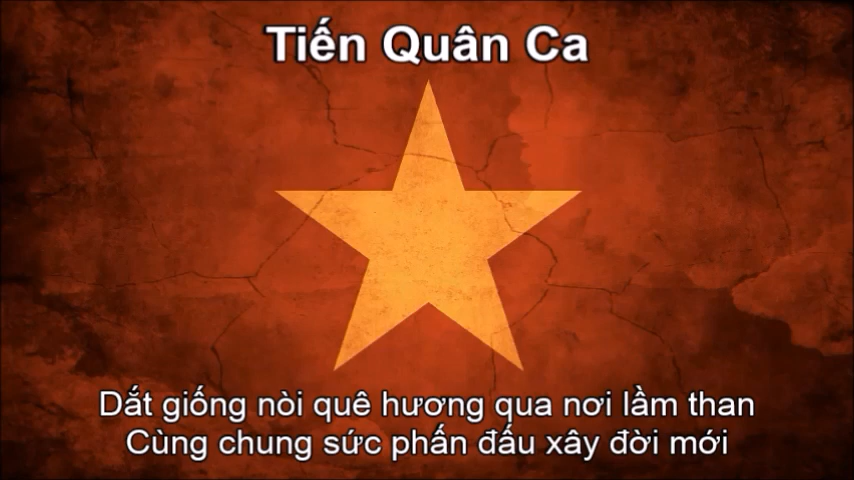 Tiến Quân Ca
Dắt giống nòi quê hương qua nơi lầm than
Cùng chung sức phấn đấu xây đời mới